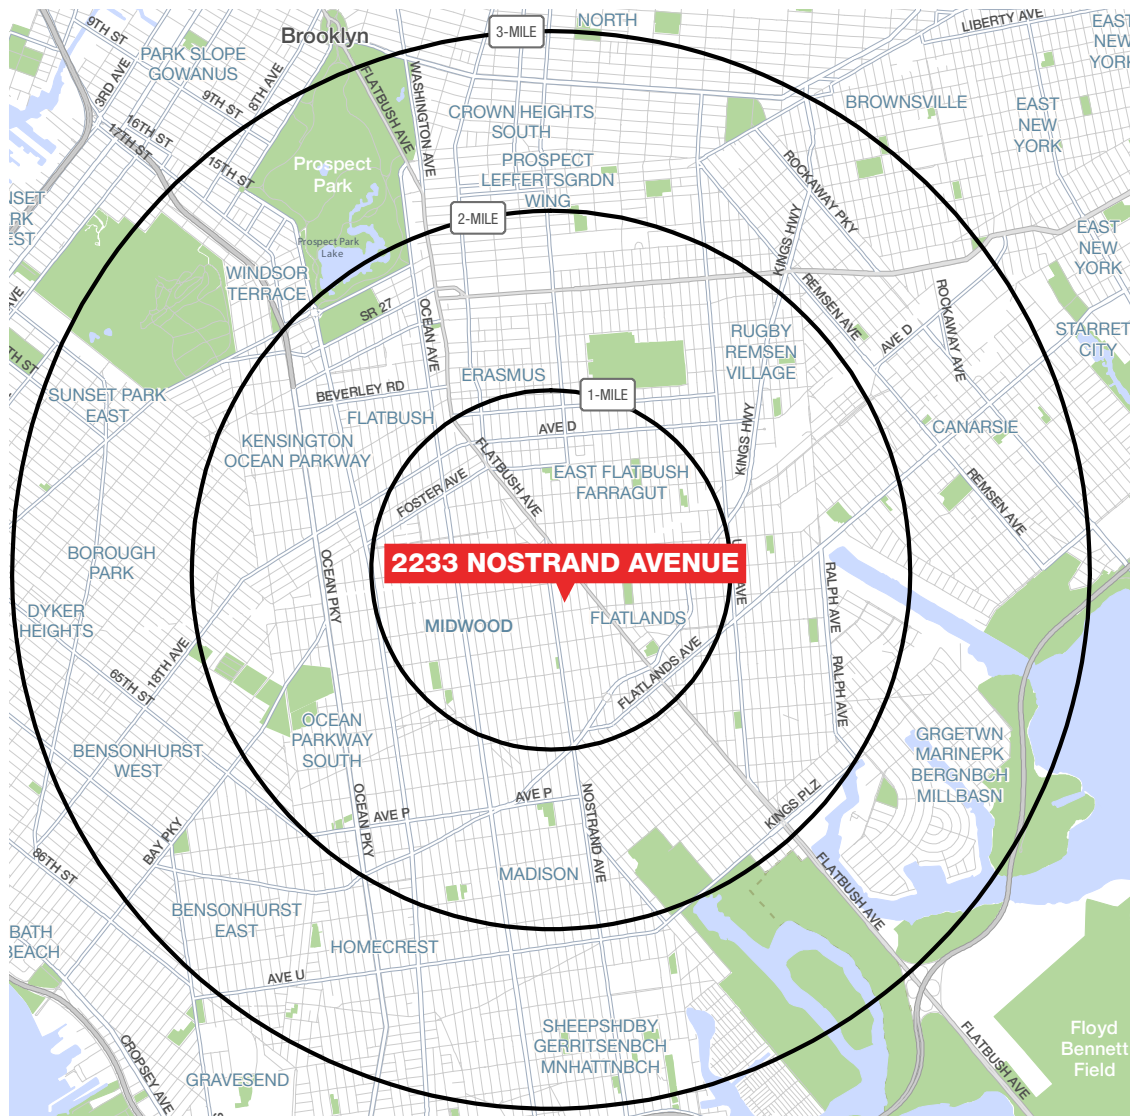 3-MILE
NORTH
LIBERTY AVE
EAST
NEW
YORK
9TH ST
Brooklyn
PARK SLOPE
GOWANUS
3RD AVE
8TH AVE
9TH ST
FLATBUSH AVE
WASHINGTON AVE
CROWN HEIGHTS
SOUTH
BROWNSVILLE
EAST
NEW
YORK
16TH ST
17TH ST
15TH ST
Prospect
Park
PROSPECT
LEFFERTSGRDN
WING
ROCKAWAY PKY
2-MILE
KINGS HWY
Prospect Park
Lake
EAST
NEW
YORK
WINDSOR
TERRACE
SR 27
OCEAN AVE
REMSEN AVE
AVE D
ROCKAWAY AVE
RUGBY
REMSEN
VILLAGE
CITY
ERASMUS
BEVERLEY RD
1-MILE
SUNSET PARK
EAST
FLATBUSH
AVE D
KINGS HWY
CANARSIE
KENSINGTON
OCEAN PARKWAY
FLATBUSH AVE
FOSTER AVE
EAST FLATBUSH
FARRAGUT
REMSEN AVE
BOROUGH
PARK
OCEAN PKY
2233 NOSTRAND AVENUE
RALPH AVE
DYKER
HEIGHTS
MIDWOOD
FLATLANDS
18TH AVE
65TH ST
FLATLANDS AVE
RALPH AVE
OCEAN
PARKWAY
SOUTH
BENSONHURST
WEST
GRGETWN
MARINEPK
BERGNBCH
MILLBASN
OCEAN PKY
AVE P
AVE P
NOSTRAND AVE
KINGS PLZ
BAY PKY
86TH ST
MADISON
FLATBUSH AVE
BENSONHURST
EAST
BATH
BEACH
HOMECREST
AVE U
SHEEPSHDBY
GERRITSENBCH
MNHATTNBCH
CROPSEY AVE
GRAVESEND
FLATBUSH AVE
Floyd
Bennett
Field